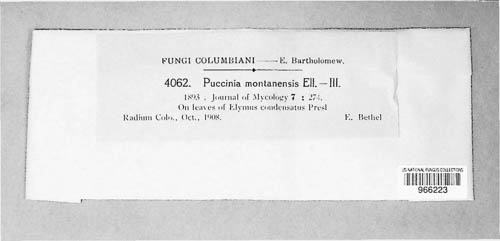 FUNGI COLUMBIANI — E. Bartholomew.
4062. Puccinia montanensis Ell. — III.
1893 . Journal of Mycology 7 : 274.
On leaves of Elymus condensatus Presl
Radium Colo., Oct., 1908. E. Bethel
US NATIONAL FUNGUS COLLECTIONS
966223